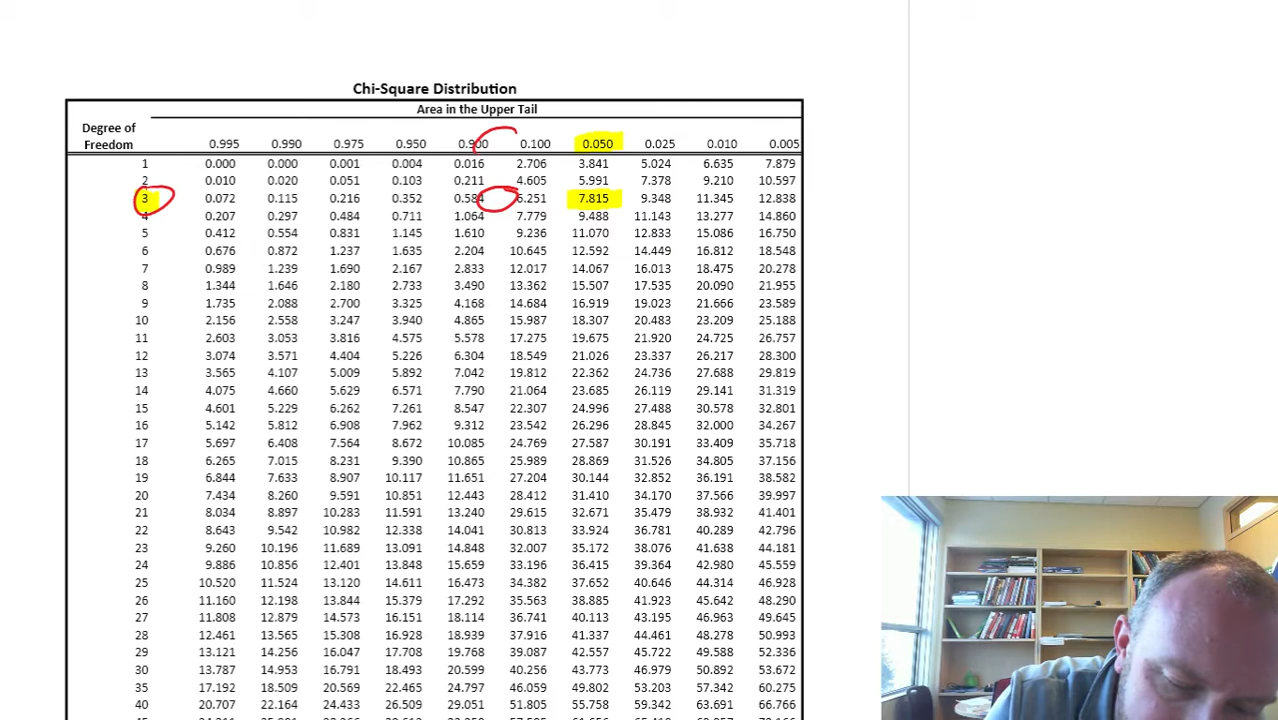 Chi-Square Distribution
Area in the Upper Tail
Degree of
Freedom 0.995 0.990 0.975 0.950 0.900 0.100 0.050 0.025 0.010 0.005
1 0.000 0.000 0.001 0.004 0.016 2.706 3.841 5.024 6.635 7.879
2 0.010 0.020 0.051 0.103 0.211 4.605 5.991 7.378 9.210 10.597
3 0.072 0.115 0.216 0.352 0.584 6.251 7.815 9.348 11.345 12.838
4 0.207 0.297 0.484 0.711 1.064 7.779 9.488 11.143 13.277 14.860
5 0.412 0.554 0.831 1.145 1.610 9.236 11.070 12.833 15.086 16.750
6 0.676 0.872 1.237 1.635 2.204 10.645 12.592 14.449 16.812 18.548
7 0.989 1.239 1.690 2.167 2.833 12.017 14.067 16.013 18.475 20.278
8 1.344 1.646 2.180 2.733 3.490 13.362 15.507 17.535 20.090 21.955
9 1.735 2.088 2.700 3.325 4.168 14.684 16.919 19.023 21.666 23.589
10 2.156 2.558 3.247 3.940 4.865 15.987 18.307 20.483 23.209 25.188
11 2.603 3.053 3.816 4.575 5.578 17.275 19.675 21.920 24.725 26.757
12 3.074 3.571 4.404 5.226 6.304 18.549 21.026 23.337 26.217 28.300
13 3.565 4.107 5.009 5.892 7.042 19.812 22.362 24.736 27.688 29.819
14 4.075 4.660 5.629 6.571 7.790 21.064 23.685 26.119 29.141 31.319
15 4.601 5.229 6.262 7.261 8.547 22.307 24.996 27.488 30.578 32.801
16 5.142 5.812 6.908 7.962 9.312 23.542 26.296 28.845 32.000 34.267
17 5.697 6.408 7.564 8.672 10.085 24.769 27.587 30.191 33.409 35.718
18 6.265 7.015 8.231 9.390 10.865 25.989 28.869 31.526 34.805 37.156
19 6.844 7.633 8.907 10.117 11.651 27.204 30.144 32.852 36.191 38.582
20 7.434 8.260 9.591 10.851 12.443 28.412 31.410 34.170 37.566 39.997
21 8.034 8.897 10.283 11.591 13.240 29.615 32.671 35.479 38.932 41.401
22 8.643 9.542 10.982 12.338 14.041 30.813 33.924 36.781 40.289 42.796
23 9.260 10.196 11.689 13.091 14.848 32.007 35.172 38.076 41.638 44.181
24 9.886 10.856 12.401 13.848 15.659 33.196 36.415 39.364 42.980 45.559
25 10.520 11.524 13.120 14.611 16.473 34.382 37.652 40.646 44.314 46.928
26 11.160 12.198 13.844 15.379 17.292 35.563 38.885 41.923 45.642 48.290
27 11.808 12.879 14.573 16.151 18.114 36.741 40.113 43.195 46.963 49.645
28 12.461 13.565 15.308 16.928 18.939 37.916 41.337 44.461 48.278 50.993
29 13.121 14.256 16.047 17.708 19.768 39.087 42.557 45.722 49.588 52.336
30 13.787 14.953 16.791 18.493 20.599 40.256 43.773 46.979 50.892 53.672
35 17.192 18.509 20.569 22.465 24.797 46.059 49.802 53.203 57.342 60.275
40 20.707 22.164 24.433 26.509 29.051 51.805 55.758 59.342 63.691 66.766